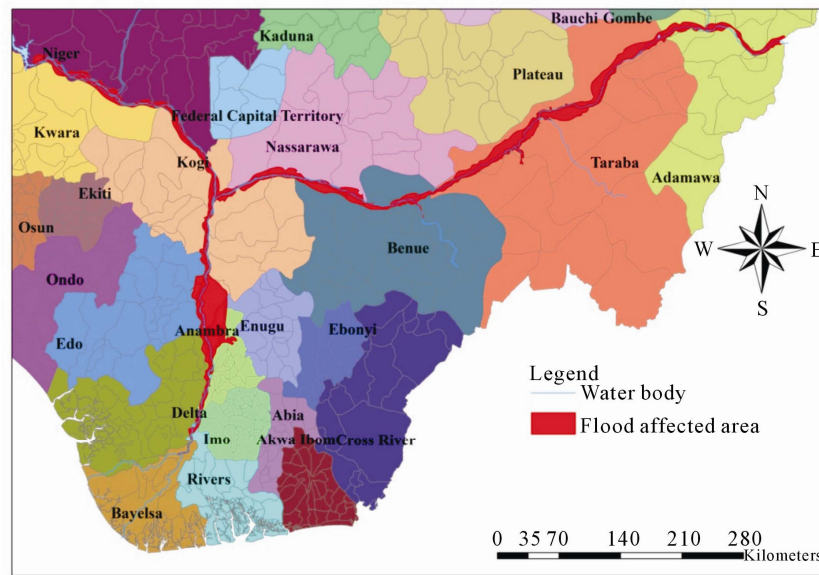 Bauchi Gombe
Kaduna
Niger
Plateau
Federal Capital Territory
Kwara
Nassarawa
Kogi
Taraba
Adamawa
Ekiti
Osun
Benue
Ondo
Anambra
Enugu
Ebonyi
Edo
Delta
Abia
Imo
Akwa Ibom
Cross River
Rivers
Bayelsa
N
W E
S
Legend
Water body
Flood affected area
0 35 70 140 210 280
Kilometers